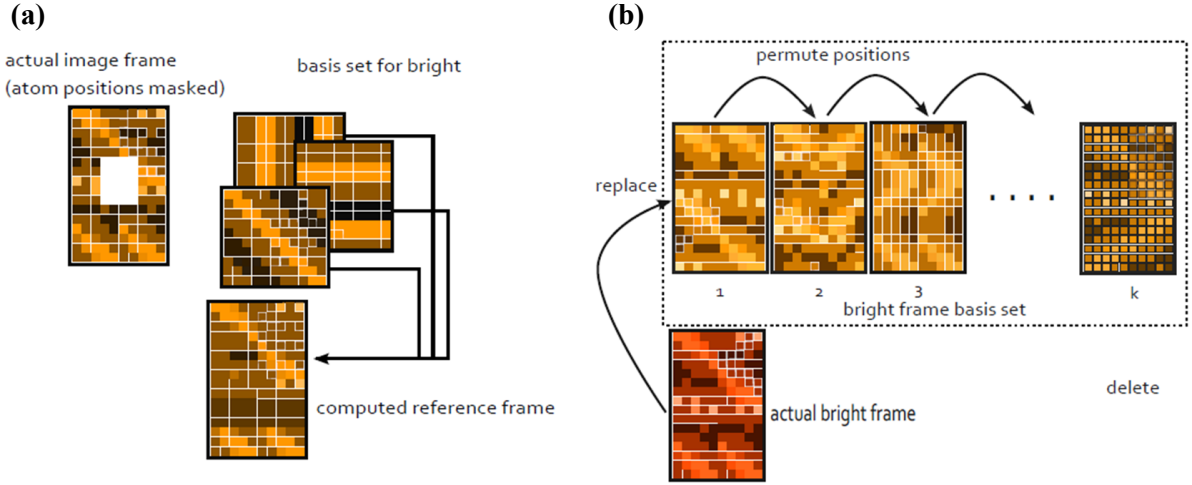 (a)
actual image frame
(atom positions masked)
basis set for bright
computed reference frame
(b)
permute positions
replace
1 2 3 k
bright frame basis set
actual bright frame
delete